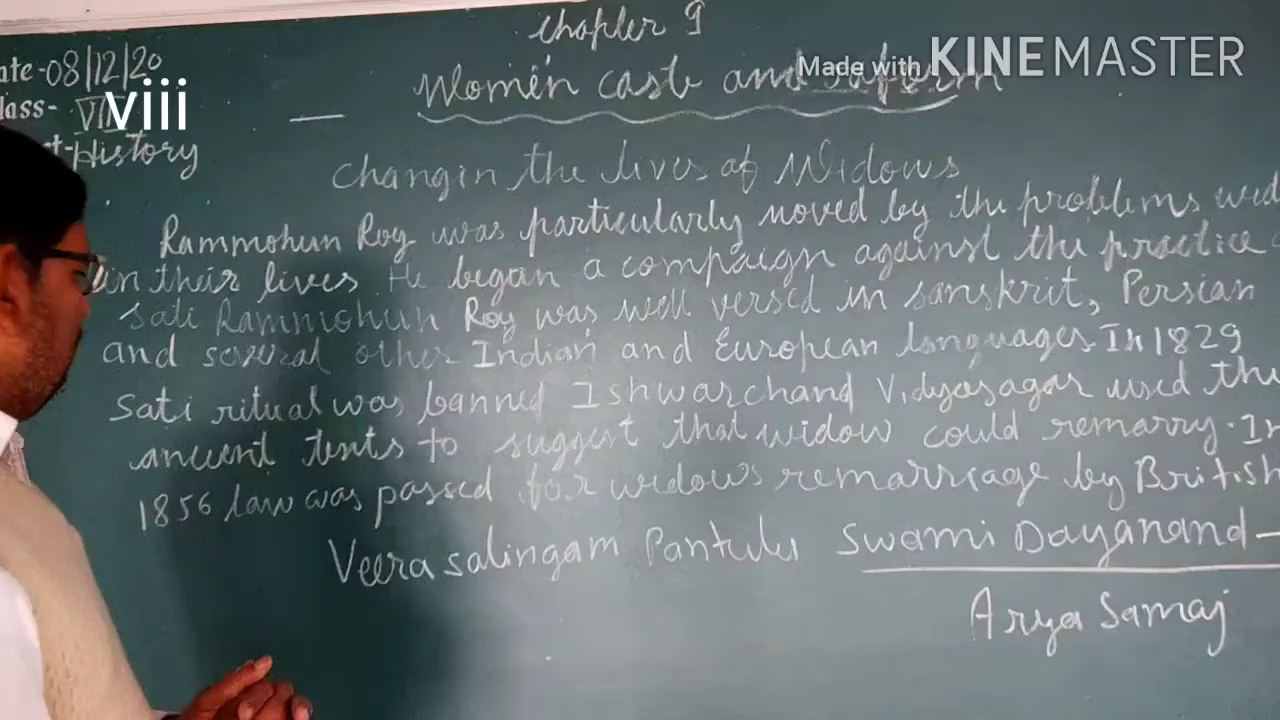 Chapter 9
Made with KINEMASTER
Women caste and reform
ate - 08/12/20
lass - VIII
viii
t - History
Changin the lives of Widows
Rammohun Roy was particularly moved by the problems wid
in their lives. He began a compaign against the practice
sati Rammohun Roy was well versed in sanskrit, Persian
and several other Indian and European languages. In 1829
sati ritual was banned Ishwarchand Vidyasagar used the
ancent texts to suggest that widow could remarry. In
1856 law was passed for widows remarriage by British
Veerasalingam Pantulu Swami Dayanand -
Arya Samaj